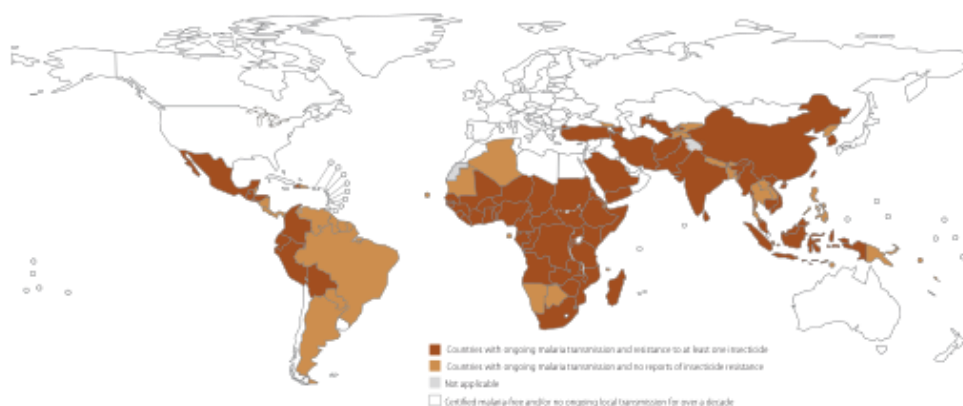 Countries with ongoing malaria transmission and resistance to at least one insecticide
Countries with ongoing malaria transmission and no reports of insecticide resistance
Not applicable
Certified malaria-free and/or no ongoing local transmission for over a decade